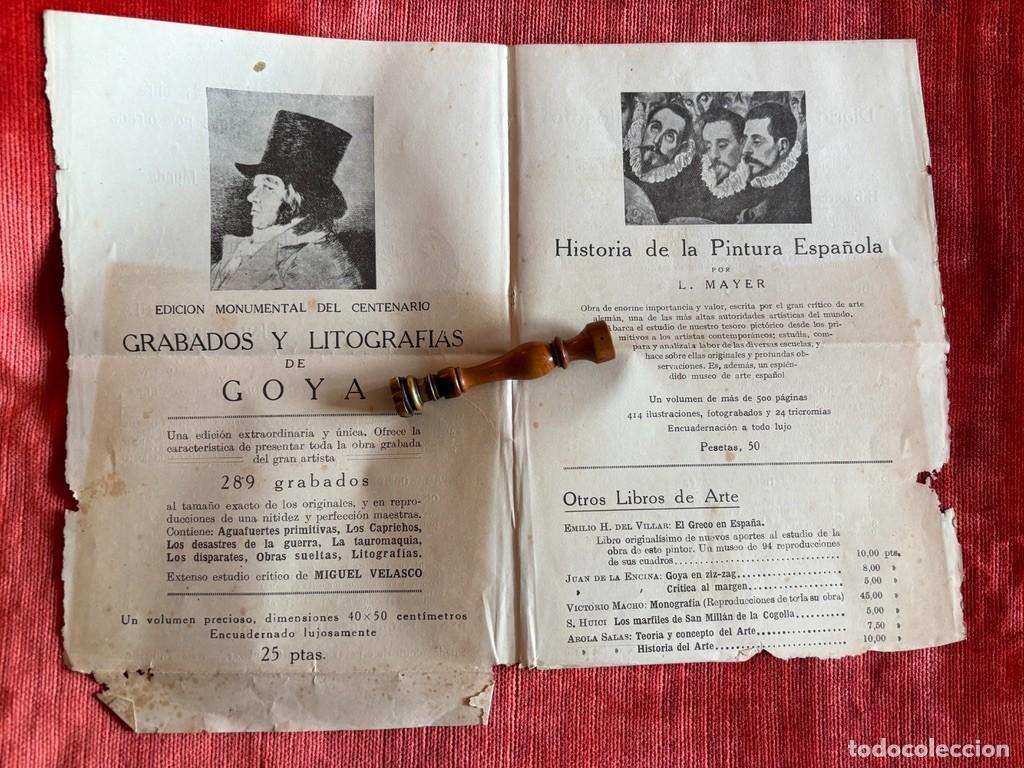 EDICION MONUMENTAL DEL CENTENARIO
GRABADOS Y LITOGRAFIAS
DE
GOYA
Una edición extraordinaria y única. Ofrece la
característica de presentar toda la obra grabada
del gran artista
289 grabados
al tamaño exacto de los originales, y en repro-
ducciones de una nitidez y perfección maestras.
Contiene: Aguafuertes primitivas, Los Caprichos,
Los desastres de la guerra, La tauromaquia,
Los disparates, Obras sueltas, Litografías.
Extenso estudio crítico de MIGUEL VELASCO
Un volumen precioso, dimensiones 40×50 centímetros
Encuadernado lujosamente
25 ptas.
Historia de la Pintura Española
POR
L. MAYER
Obra de enorme importancia y valor, escrita por el gran crítico de arte
alemán, una de las más altas autoridades artísticas del mundo.
Abarca el estudio de nuestro tesoro pictórico desde los pri-
mitivos a los artistas contemporáneos; estudia, com-
para y analiza la labor de las diversas escuelas, y
hace sobre ellas originales y profundas ob-
servaciones. Es, además, un espién-
dido museo de arte español
Un volumen de más de 500 páginas
414 ilustraciones, fotograbados y 24 tricromías
Encuadernación a todo lujo
Pesetas, 50
Otros Libros de Arte
EMILIO H. DEL VILLAR: El Greco en España.
Libro originalísimo de nuevos aportes al estudio de la
obra de este pintor. Un museo de 94 reproducciones
de sus cuadros.................... 10,00 pts.
JUAN DE LA ENCINA: Goya en ziz-zag.................... 8,00 »
» , Crítica al margen.................... 5,00 »
VICTORIO MACHO: Monografía (Reproducciones de toda su obra) 45,00 »
S. HUICI Los marfiles de San Millán de la Cogolla.......... 5,00 »
AROLA SALAS: Teoría y concepto del Arte.................... 7,50 »
» » Historia del Arte.................... 10,00 »
todocoleccion